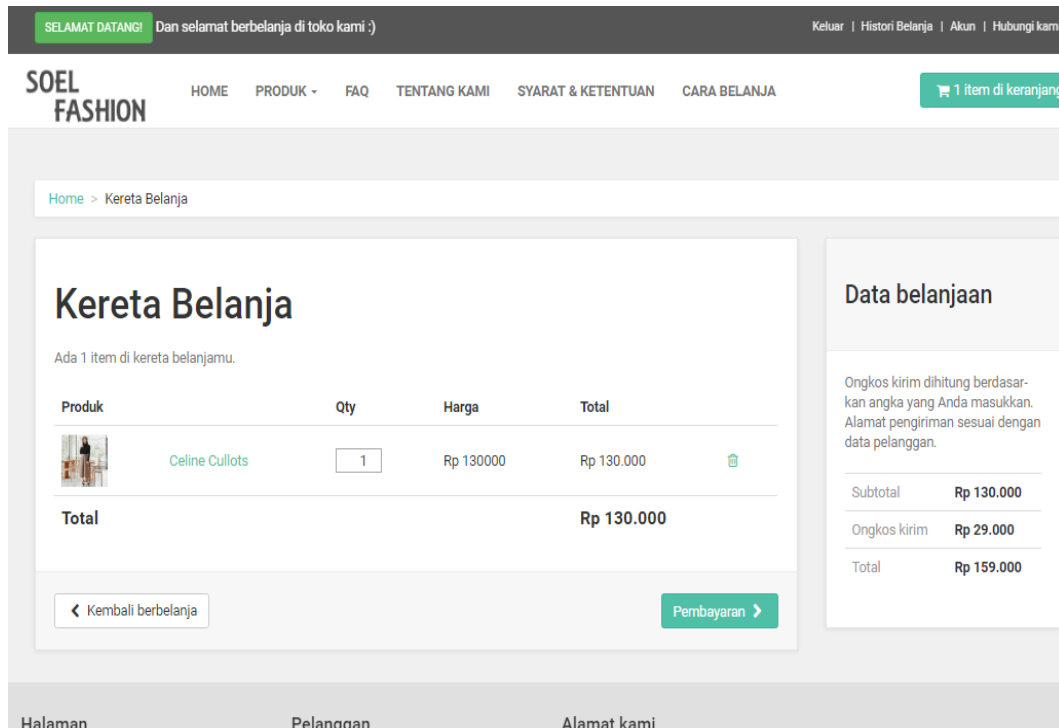 SELAMAT DATANG! Dan selamat berbelanja di toko kami :)
Keluar | Histori Belanja | Akun | Hubungi kami
SOEL
FASHION
HOME PRODUK FAQ TENTANG KAMI SYARAT & KETENTUAN CARA BELANJA
1 item di keranjang
Home > Kereta Belanja
Kereta Belanja
Ada 1 item di kereta belanjamu.
Produk Qty Harga Total
Celine Cullots 1 Rp 130000 Rp 130.000
Total Rp 130.000
Kembali berbelanja
Pembayaran
Data belanjaan
Ongkos kirim dihitung berdasar-
kan angka yang Anda masukkan.
Alamat pengiriman sesuai dengan
data pelanggan.
Subtotal Rp 130.000
Ongkos kirim Rp 29.000
Total Rp 159.000
Halaman Pelanggan Alamat kami